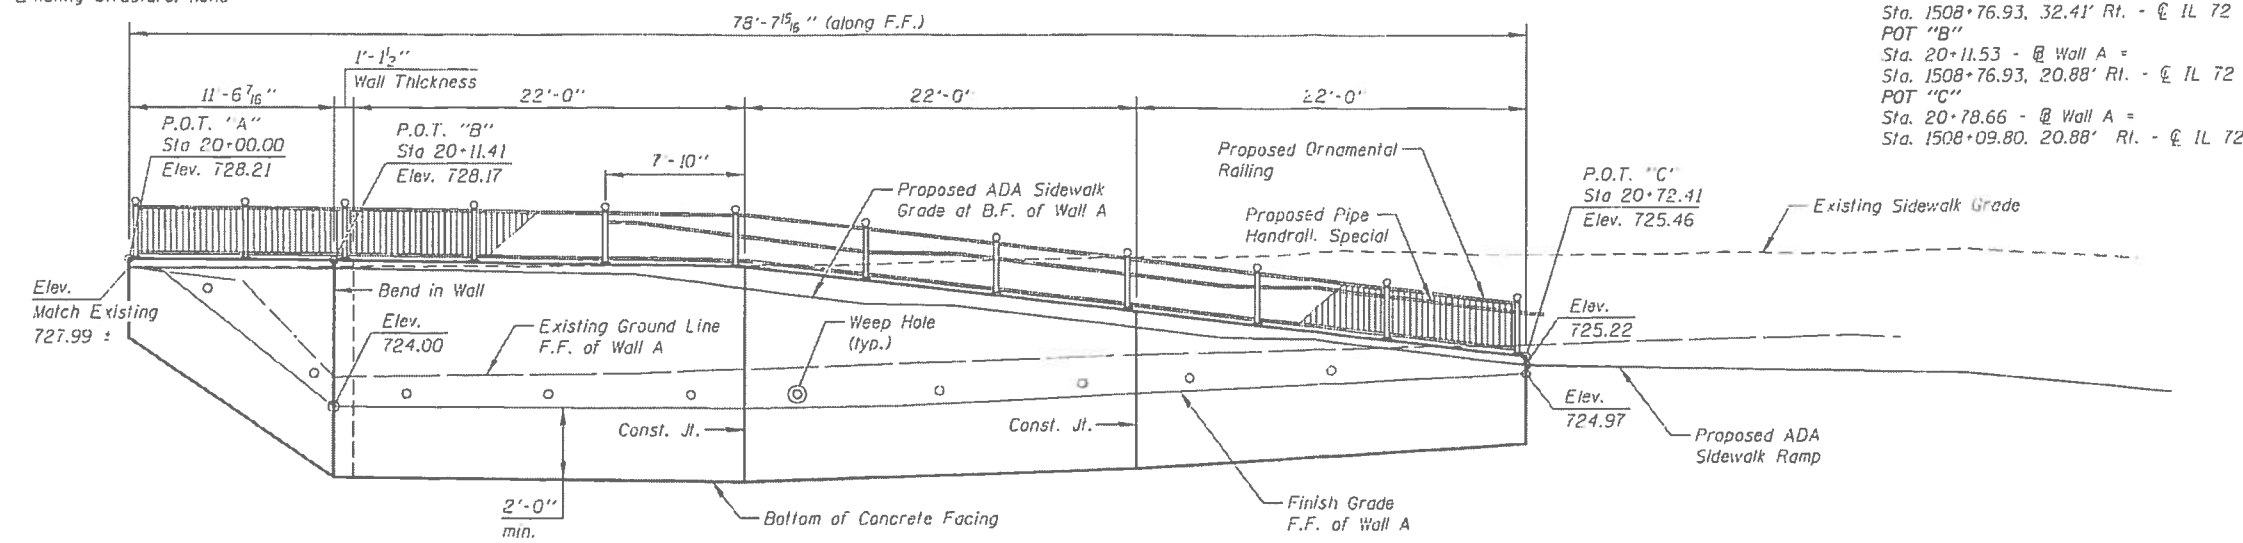 78'-7 15/16" (along F.F.)
1'-1 1/2"
Wall Thickness
11'-6 7/16"
22'-0"
22'-0"
22'-0"
Sta. 1508+76.93, 32.41' Rt. - ℄ IL 72
POT "B"
Sta. 20+11.53 - Wall A =
Sta. 1508+76.93, 20.88' Rt. - ℄ IL 72
POT "C"
Sta. 20+78.66 - Wall A =
Sta. 1508+09.80, 20.88' Rt. - ℄ IL 72
P.O.T. "A"
Sta 20+00.00
Elev. 728.21
P.O.T. "B"
Sta 20+11.41
Elev. 728.17
7'-10"
Proposed ADA Sidewalk
Grade at B.F. of Wall A
Proposed Ornamental
Railing
Proposed Pipe
Handrail, Special
P.O.T. "C"
Sta 20+72.41
Elev. 725.46
Existing Sidewalk Grade
Elev.
Match Existing
727.99 ±
Bend in Wall
Elev.
724.00
Existing Ground Line
F.F. of Wall A
Weep Hole
(typ.)
Elev.
725.22
Const. Jt.
Const. Jt.
Elev.
724.97
Proposed ADA
Sidewalk Ramp
2'-0"
min.
Bottom of Concrete Facing
Finish Grade
F.F. of Wall A